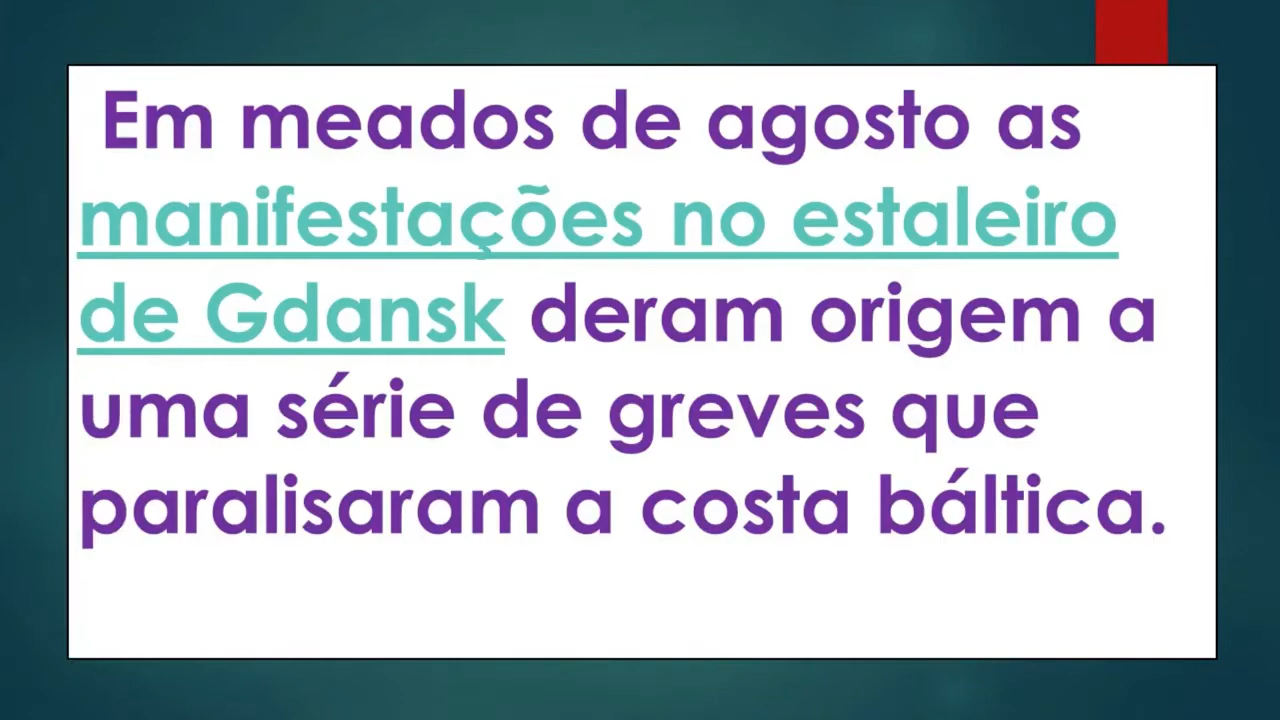 Em meados de agosto as
manifestações no estaleiro
de Gdansk deram origem a
uma série de greves que
paralisaram a costa báltica.